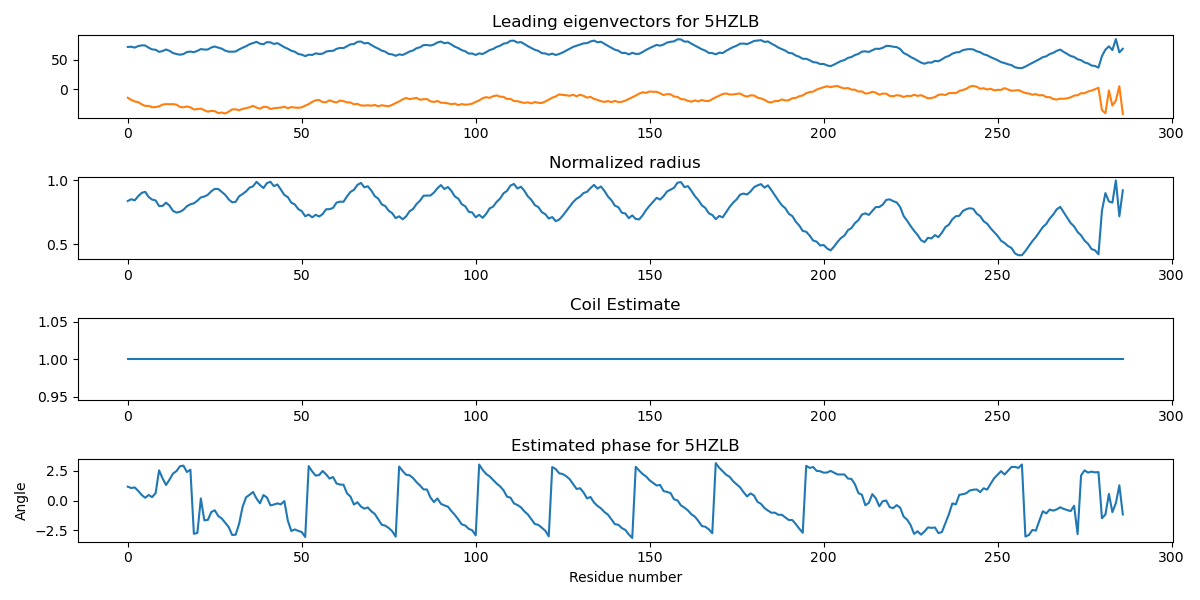 Leading eigenvectors for 5HZLB
50
0
0 50 100 150 200 250 300
Normalized radius
1.0
0.5
0 50 100 150 200 250 300
Coil Estimate
1.05
1.00
0.95
0 50 100 150 200 250 300
Estimated phase for 5HZLB
Angle
2.5
0.0
−2.5
0 50 100 150 200 250 300
Residue number